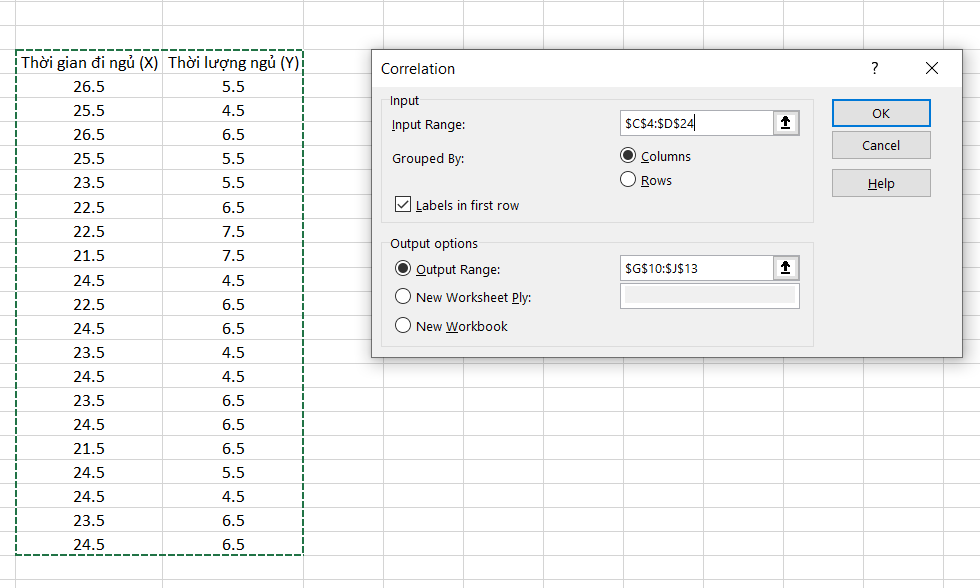 Thời gian đi ngủ (X) Thời lượng ngủ (Y)
26.5 5.5
25.5 4.5
26.5 6.5
25.5 5.5
23.5 5.5
22.5 6.5
22.5 7.5
21.5 7.5
24.5 4.5
22.5 6.5
24.5 6.5
23.5 4.5
24.5 4.5
23.5 6.5
24.5 6.5
21.5 6.5
24.5 5.5
24.5 4.5
23.5 6.5
24.5 6.5
Correlation ?
Input
Input Range: $C$4:$D$24
Grouped By: Columns
Rows
Labels in first row
OK
Cancel
Help
Output options
Output Range: $G$10:$J$13
New Worksheet Ply:
New Workbook